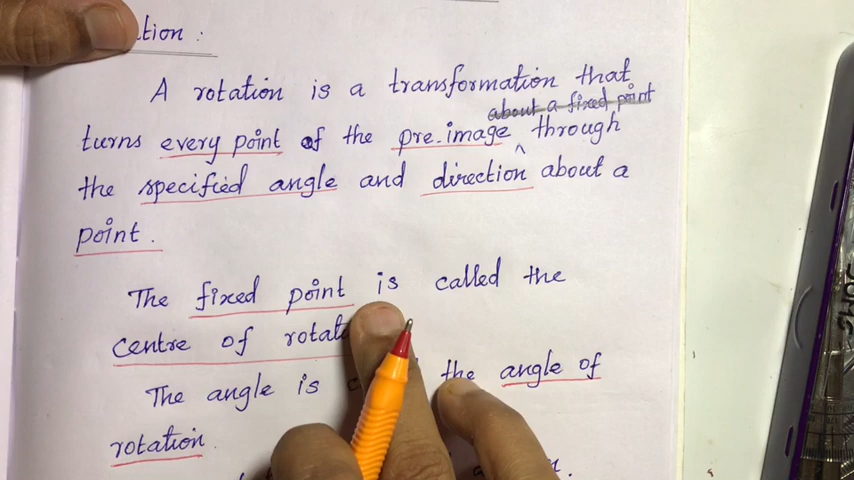 tion :
A rotation is a transformation that
about a fixed point
turns every point of the pre-image ^ through
the specified angle and direction about a
point.
The fixed point is called the
centre of rotat
The angle is the angle of
rotation.